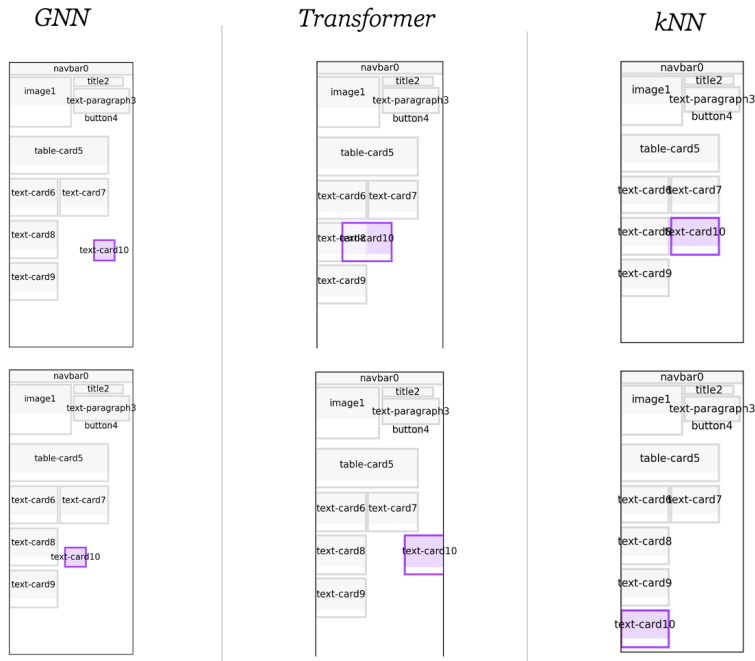 GNN
Transformer
kNN
navbar0
title2
image1
text-paragraph3
button4
table-card5
text-card6
text-card7
text-card8
text-card10
text-card9
navbar0
title2
image1
text-paragraph3
button4
table-card5
text-card6
text-card7
text-card8
text-card10
text-card9
navbar0
title2
image1
text-paragraph3
button4
table-card5
text-card6
text-card7
text-card8
text-card10
text-card9
navbar0
title2
image1
text-paragraph3
button4
table-card5
text-card6
text-card7
text-card8
text-card10
text-card9
navbar0
title2
image1
text-paragraph3
button4
table-card5
text-card6
text-card7
text-card8
text-card10
text-card9
navbar0
title2
image1
text-paragraph3
button4
table-card5
text-card6
text-card7
text-card8
text-card9
text-card10